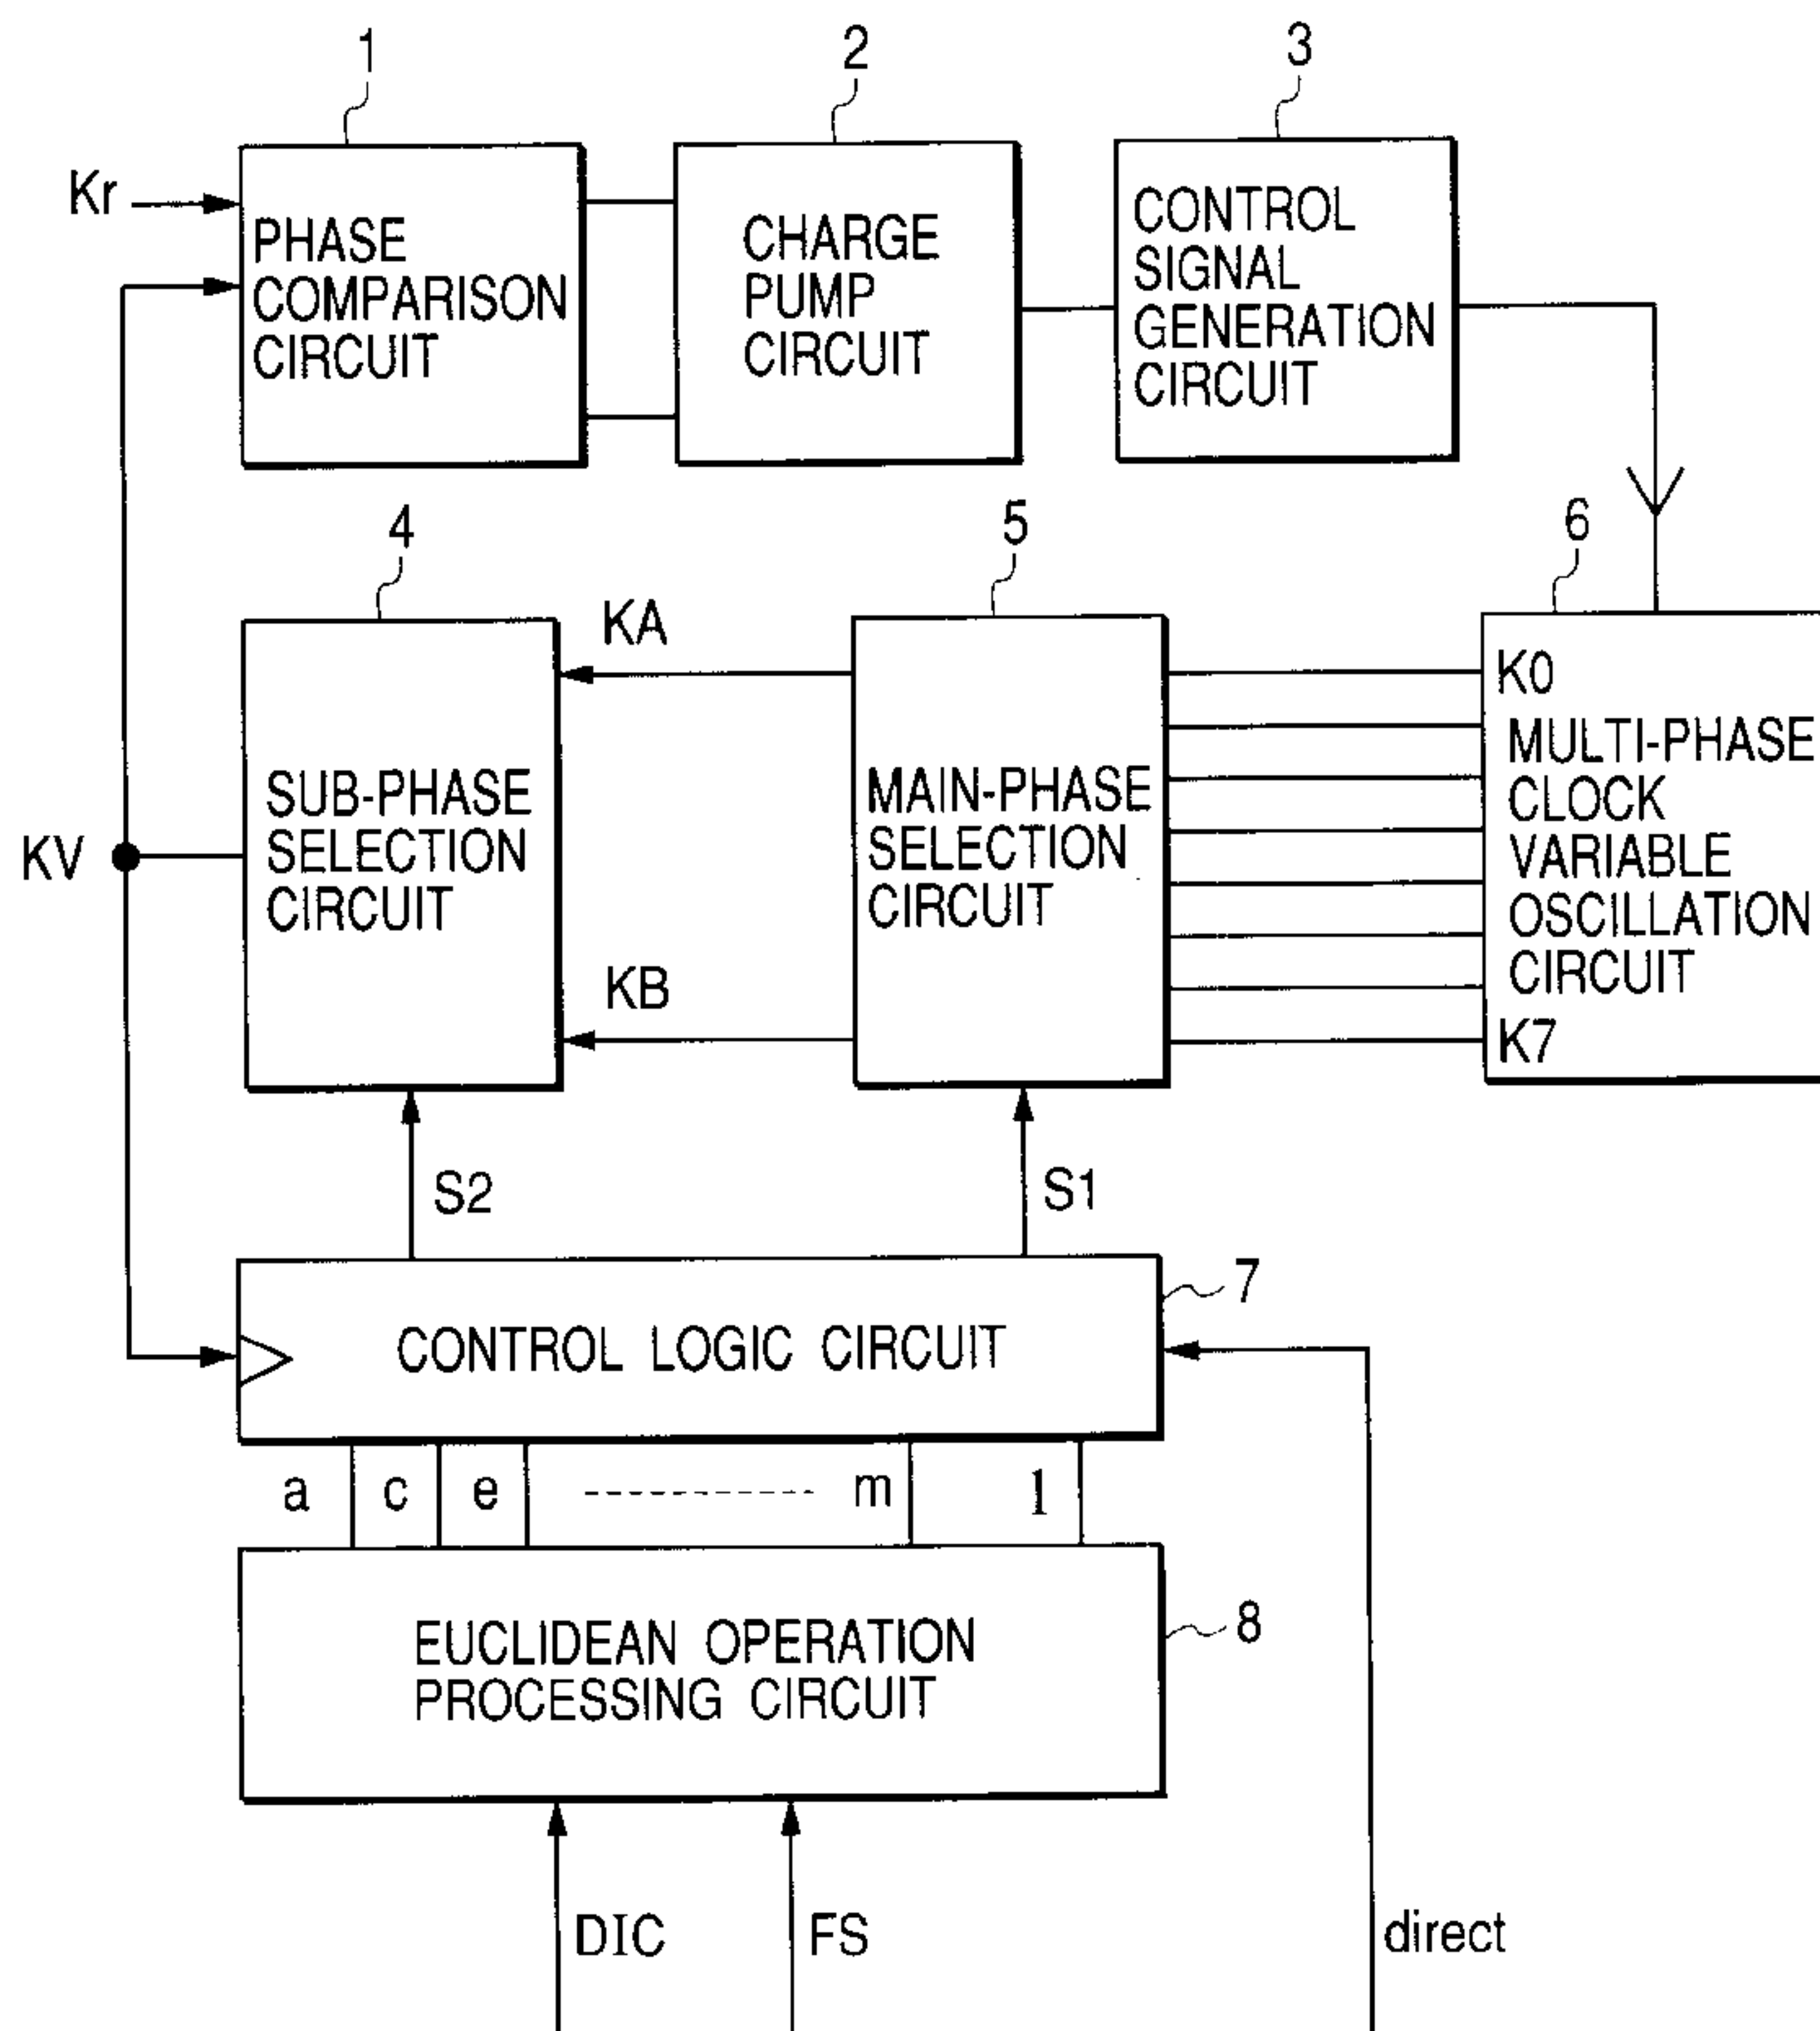 1
2
3
Kr
PHASE
COMPARISON
CIRCUIT
CHARGE
PUMP
CIRCUIT
CONTROL
SIGNAL
GENERATION
CIRCUIT
4
5
6
KA
KB
KV
SUB-PHASE
SELECTION
CIRCUIT
MAIN-PHASE
SELECTION
CIRCUIT
K0
MULTI-PHASE
CLOCK
VARIABLE
OSCILLATION
CIRCUIT
K7
S2
S1
7
CONTROL LOGIC CIRCUIT
a c e m l
8
EUCLIDEAN OPERATION
PROCESSING CIRCUIT
DIC
FS
direct